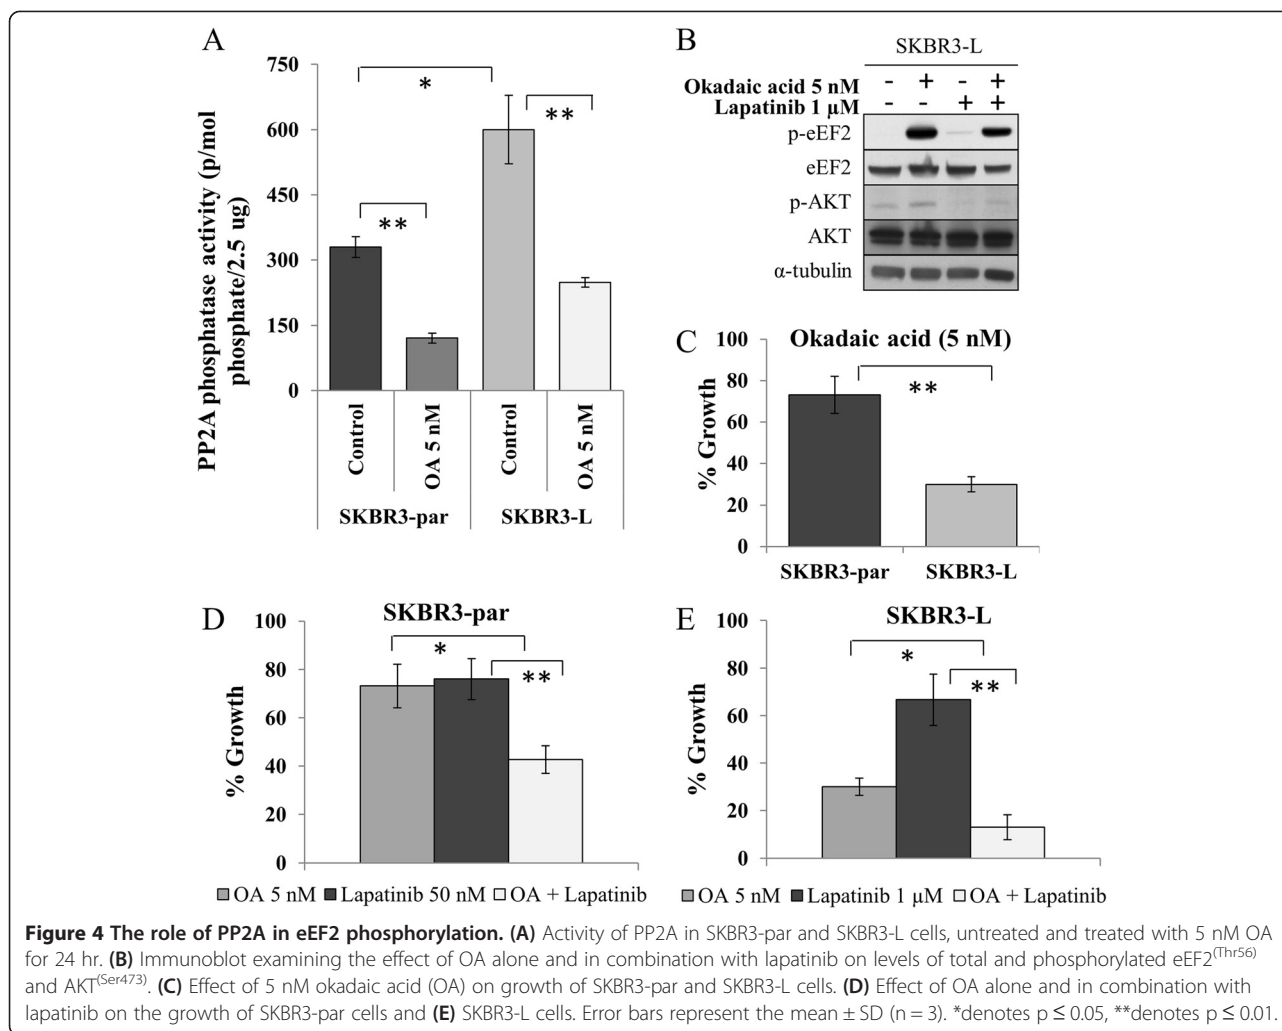 A
PP2A phosphatase activity (p/mol
phosphate/2.5 ug)
750
600
450
300
150
0
*
**
**
Control
OA 5 nM
Control
OA 5 nM
SKBR3-par
SKBR3-L
B
SKBR3-L
Okadaic acid 5 nM - + - +
Lapatinib 1 µM - - + +
p-eEF2
eEF2
p-AKT
AKT
α-tubulin
C
Okadaic acid (5 nM)
% Growth
100
80
60
40
20
0
**
SKBR3-par
SKBR3-L
D
SKBR3-par
% Growth
100
80
60
40
20
0
*
**
OA 5 nM Lapatinib 50 nM OA + Lapatinib
E
SKBR3-L
% Growth
100
80
60
40
20
0
*
**
OA 5 nM Lapatinib 1 µM OA + Lapatinib
Figure 4 The role of PP2A in eEF2 phosphorylation. (A) Activity of PP2A in SKBR3-par and SKBR3-L cells, untreated and treated with 5 nM OA
for 24 hr. (B) Immunoblot examining the effect of OA alone and in combination with lapatinib on levels of total and phosphorylated eEF2(Thr56)
and AKT(Ser473). (C) Effect of 5 nM okadaic acid (OA) on growth of SKBR3-par and SKBR3-L cells. (D) Effect of OA alone and in combination with
lapatinib on the growth of SKBR3-par cells and (E) SKBR3-L cells. Error bars represent the mean ± SD (n = 3). *denotes p ≤ 0.05, **denotes p ≤ 0.01.